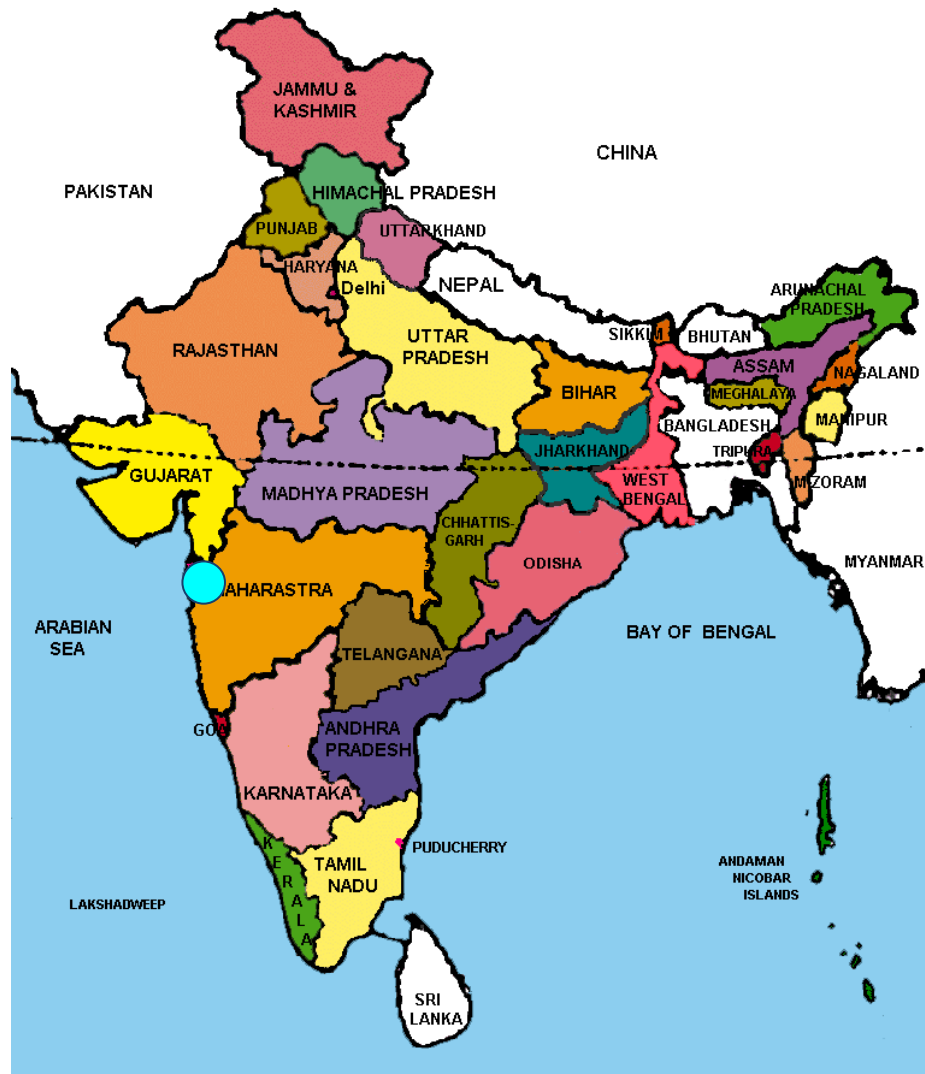 JAMMU &
KASHMIR
CHINA
PAKISTAN
HIMACHAL PRADESH
PUNJAB
UTTARKHAND
HARYANA
Delhi
NEPAL
ARUNACHAL
PRADESH
SIKKIM
BHUTAN
RAJASTHAN
UTTAR
PRADESH
ASSAM
NAGALAND
BIHAR
MEGHALAYA
BANGLADESH
MANIPUR
JHARKHAND
TRIPURA
GUJARAT
MADHYA PRADESH
WEST
BENGAL
MIZORAM
CHHATTIS-
GARH
ODISHA
MYANMAR
AHARASTRA
ARABIAN
SEA
BAY OF BENGAL
TELANGANA
GOA
ANDHRA
PRADESH
KARNATAKA
KERALA
TAMIL
NADU
PUDUCHERRY
ANDAMAN
NICOBAR
ISLANDS
LAKSHADWEEP
SRI
LANKA